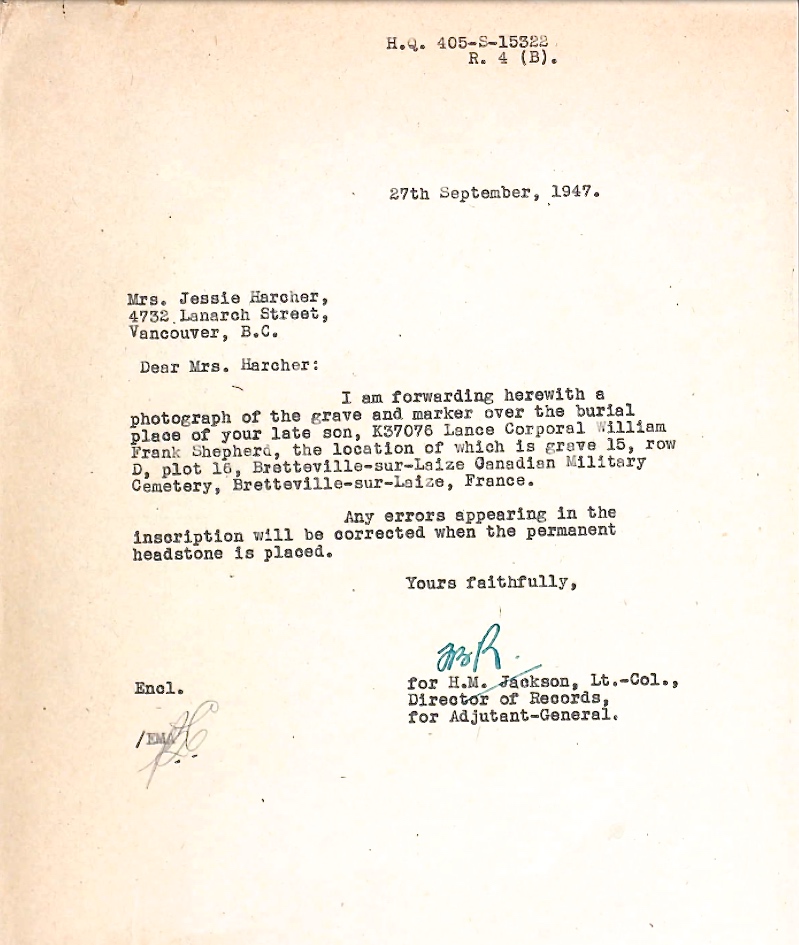 H.Q. 405-S-15322
R. 4 (B).
27th September, 1947.
Mrs. Jessie Harcher,
4732 Lanarch Street,
Vancouver, B.C.
Dear Mrs. Harcher:
I am forwarding herewith a
photograph of the grave and marker over the burial
place of your late son, K37076 Lance Corporal William
Frank Shepherd, the location of which is grave 15, row
D, plot 16, Bretteville-sur-Laize Canadian Military
Cemetery, Bretteville-sur-Laize, France.
Any errors appearing in the
inscription will be corrected when the permanent
headstone is placed.
Yours faithfully,
for H.M. Jackson, Lt.-Col.,
Director of Records,
for Adjutant-General.
Encl.
/EMA